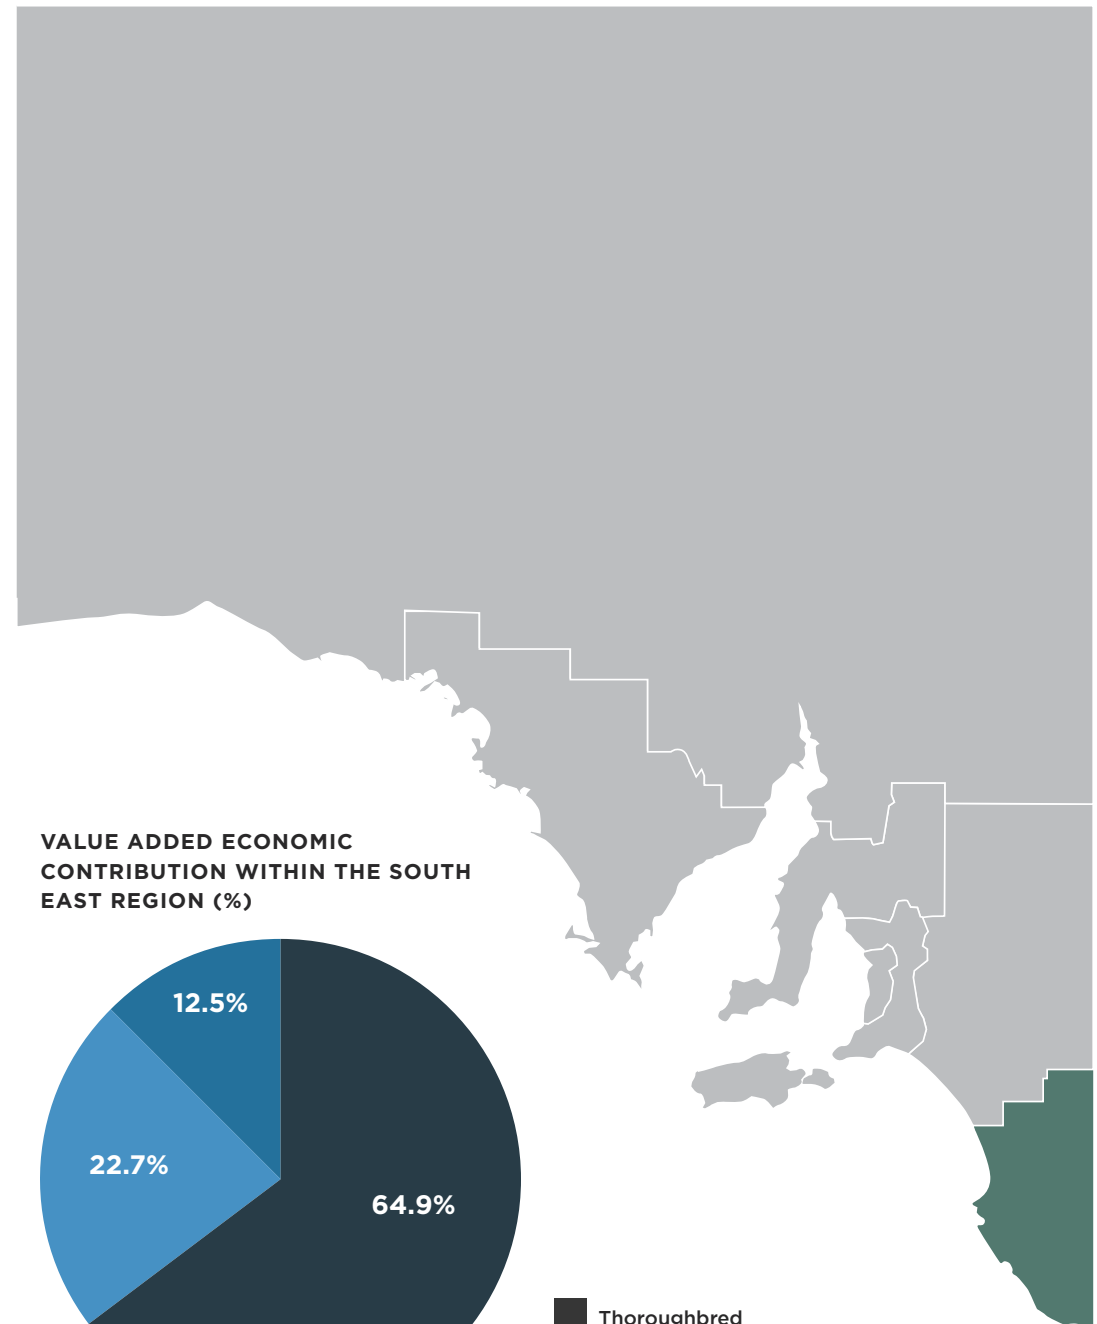 VALUE ADDED ECONOMIC
CONTRIBUTION WITHIN THE SOUTH
EAST REGION (%)
12.5%
22.7%
64.9%
Thoroughbred